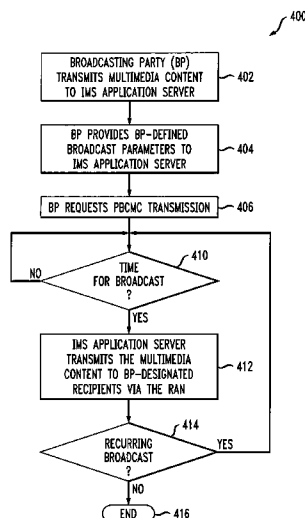 400
BROADCASTING PARTY (BP)
TRANSMITS MULTIMEDIA CONTENT
TO IMS APPLICATION SERVER
402
BP PROVIDES BP-DEFINED
BROADCAST PARAMETERS TO
IMS APPLICATION SERVER
404
BP REQUESTS PBCMC TRANSMISSION
406
410
NO
TIME
FOR BROADCAST
?
YES
IMS APPLICATION SERVER
TRANSMITS THE MULTIMEDIA
CONTENT TO BP-DESIGNATED
RECIPIENTS VIA THE RAN
412
414
RECURRING
BROADCAST
?
YES
NO
END
416